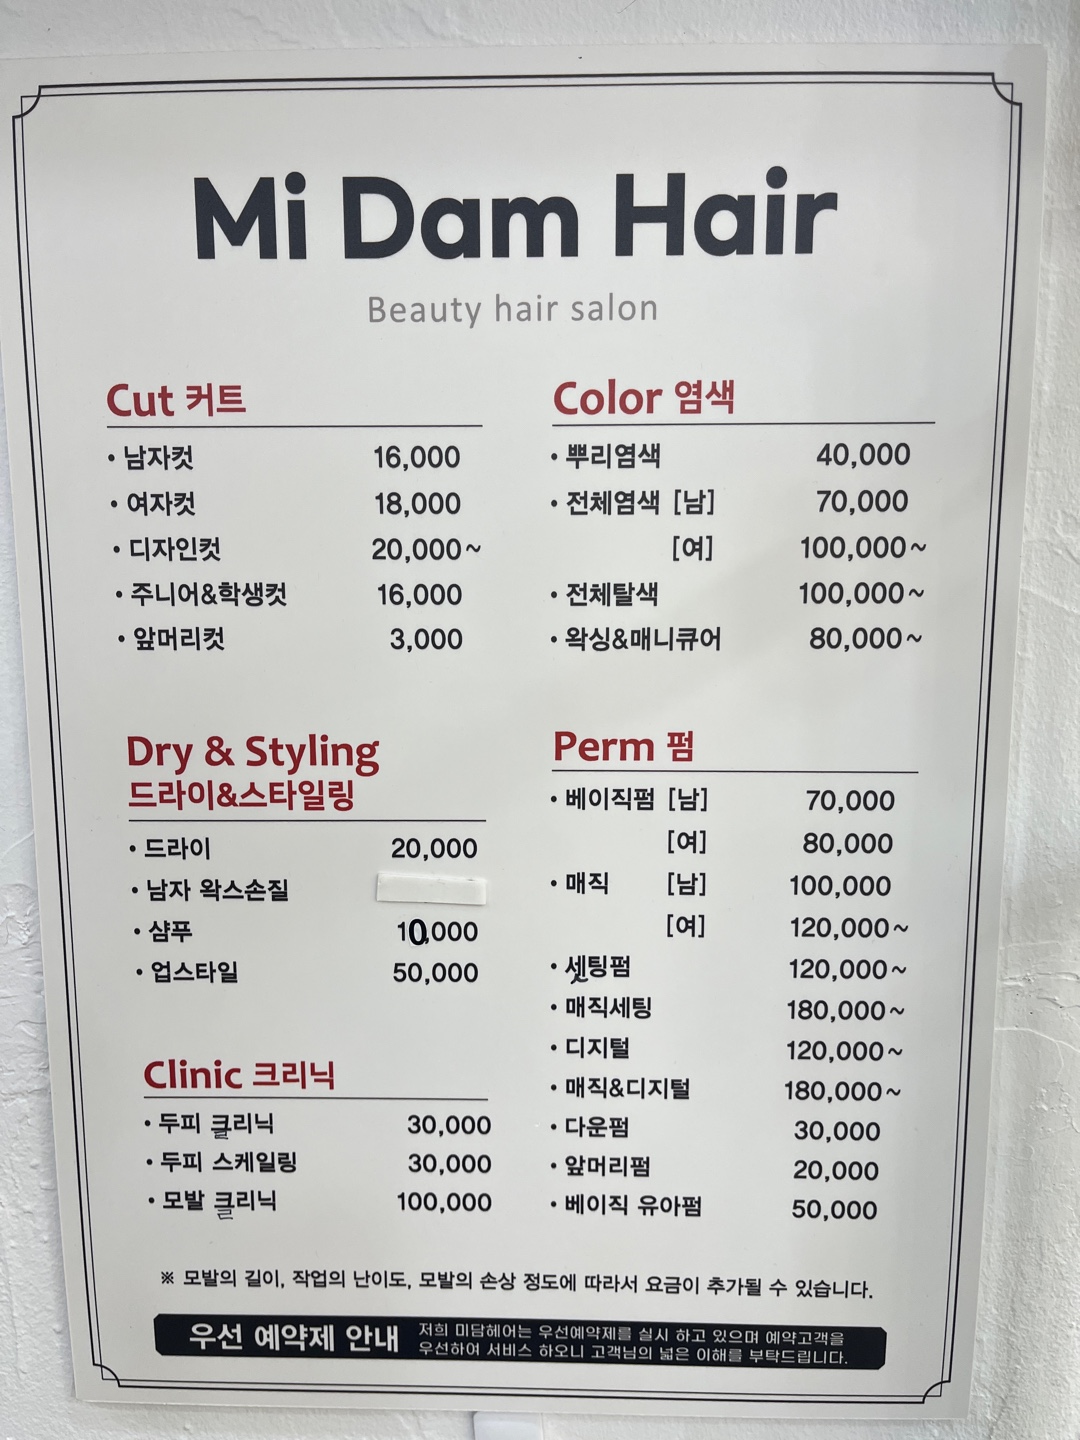 Mi Dam Hair
Beauty hair salon
Cut 커트
• 남자컷 16,000
• 여자컷 18,000
• 디자인컷 20,000~
• 주니어&학생컷 16,000
• 앞머리컷 3,000
Dry & Styling
드라이&스타일링
• 드라이 20,000
• 남자 왁스손질
• 샴푸 10,000
• 업스타일 50,000
Clinic 크리닉
• 두피 클리닉 30,000
• 두피 스케일링 30,000
• 모발 클리닉 100,000
Color 염색
• 뿌리염색 40,000
• 전체염색 [남] 70,000
[여] 100,000~
• 전체탈색 100,000~
• 왁싱&매니큐어 80,000~
Perm 펌
• 베이직펌 [남] 70,000
[여] 80,000
• 매직 [남] 100,000
[여] 120,000~
• 셋팅펌 120,000~
• 매직세팅 180,000~
• 디지털 120,000~
• 매직&디지털 180,000~
• 다운펌 30,000
• 앞머리펌 20,000
• 베이직 유아펌 50,000
※ 모발의 길이, 작업의 난이도, 모발의 손상 정도에 따라서 요금이 추가될 수 있습니다.
우선 예약제 안내
저희 미담헤어는 우선예약제를 실시 하고 있으며 예약고객을
우선하여 서비스 하오니 고객님의 넓은 이해를 부탁드립니다.